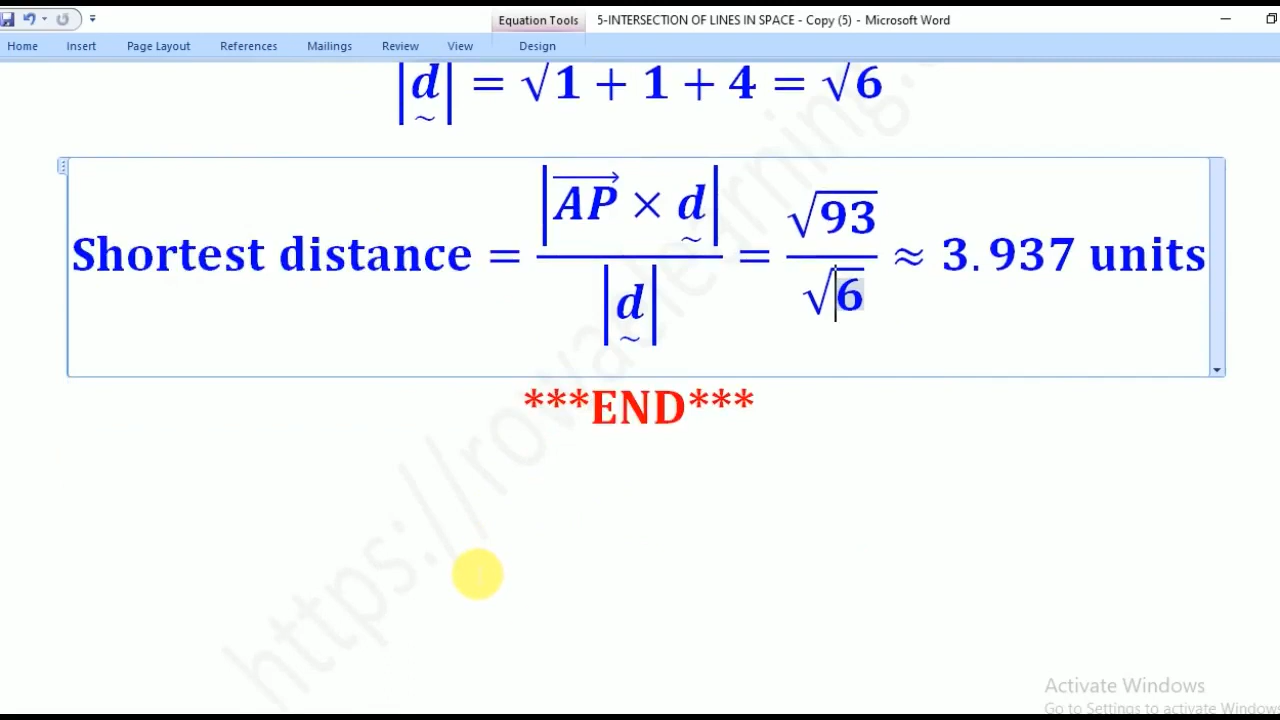 Equation Tools 5-INTERSECTION OF LINES IN SPACE - Copy (5) - Microsoft Word
Home Insert Page Layout References Mailings Review View Design
|d̰| = √1 + 1 + 4 = √6
Shortest distance = |AP⃗ × d̰| / |d̰| = √93 / √6 ≈ 3.937 units
***END***
https://rovalearning.
Activate Windows
Go to Settings to activate Windows